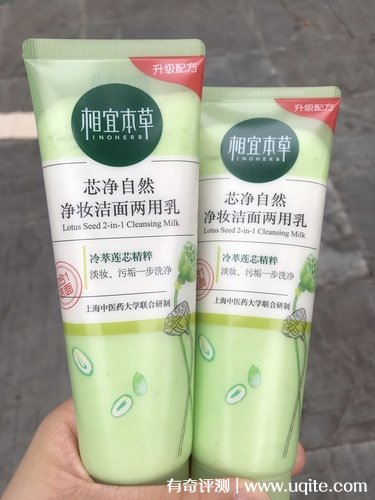 升级配方
相宜本草
INOHERB
芯净自然
净妆洁面两用乳
Lotus Seed 2-in-1 Cleansing Milk
冷萃莲芯精粹
淡妆、污垢一步洗净
上海中医药大学联合研制
升级配方
相宜本草
INOHERB
芯净自然
净妆洁面两用乳
Lotus Seed 2-in-1 Cleansing Milk
冷萃莲芯精粹
淡妆、污垢一步洗净
上海中医药大学联合研制
有奇评测 | www.uqite.com